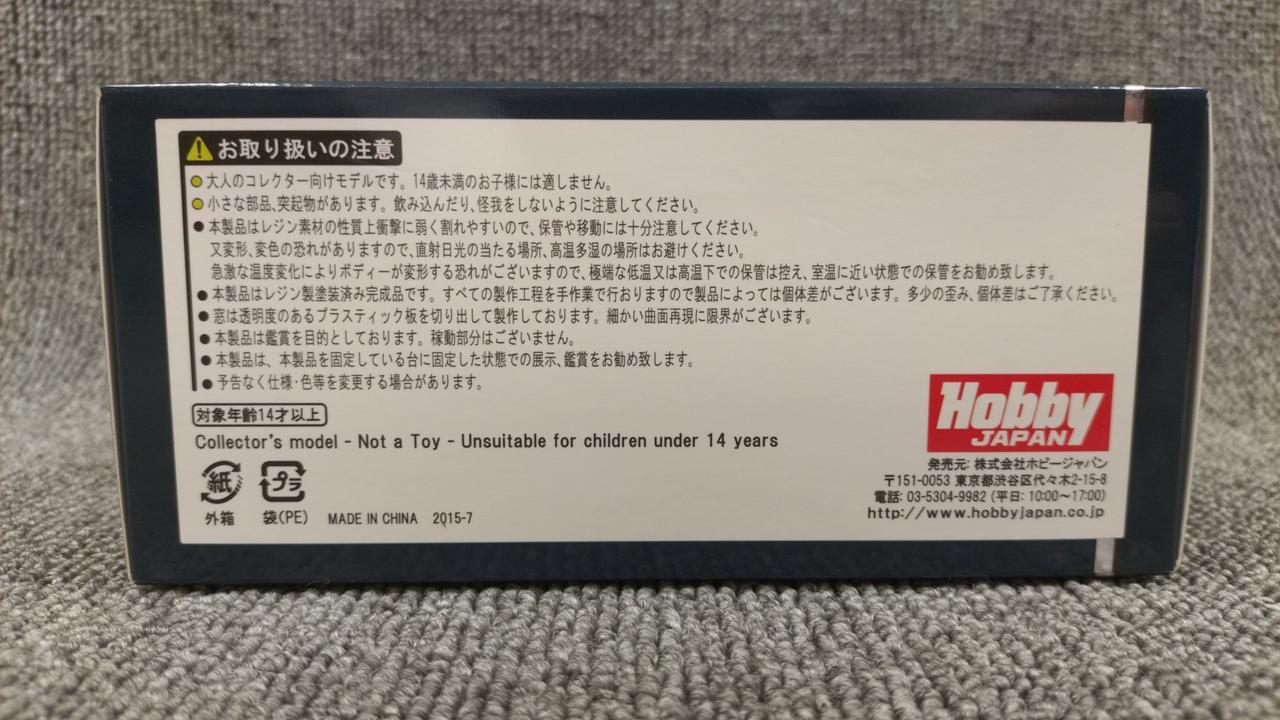 お取り扱いの注意
●大人のコレクター向けモデルです。14歳未満のお子様には適しません。
●小さな部品、突起物があります。飲み込んだり、怪我をしないように注意してください。
●本製品はレジン素材の性質上衝撃に弱く割れやすいので、保管や移動には十分注意してください。
又変形、変色の恐れがありますので、直射日光の当たる場所、高温多湿の場所はお避けください。
急激な温度変化によりボディーが変形する恐れがございますので、極端な低温又は高温下での保管は控え、室温に近い状態での保管をお勧め致します。
●本製品はレジン製塗装済み完成品です。すべての製作工程を手作業で行おりますので製品によっては個体差がございます。多少の歪み、個体差はご了承ください。
●窓は透明度のあるプラスティック板を切り出して製作しております。細かい曲面再現に限界がございます。
●本製品は鑑賞を目的としております。稼動部分はございません。
●本製品は、本製品を固定している台に固定した状態での展示、鑑賞をお勧め致します。
●予告なく仕様・色等を変更する場合があります。
対象年齢14才以上
Collector's model - Not a Toy - Unsuitable for children under 14 years
紙
プラ
外箱
袋(PE)
MADE IN CHINA 2015-7
Hobby
JAPAN
発売元: 株式会社ホビージャパン
〒151-0053 東京都渋谷区代々木2-15-8
電話: 03-5304-9982 (平日: 10:00〜17:00)
http://www.hobbyjapan.co.jp